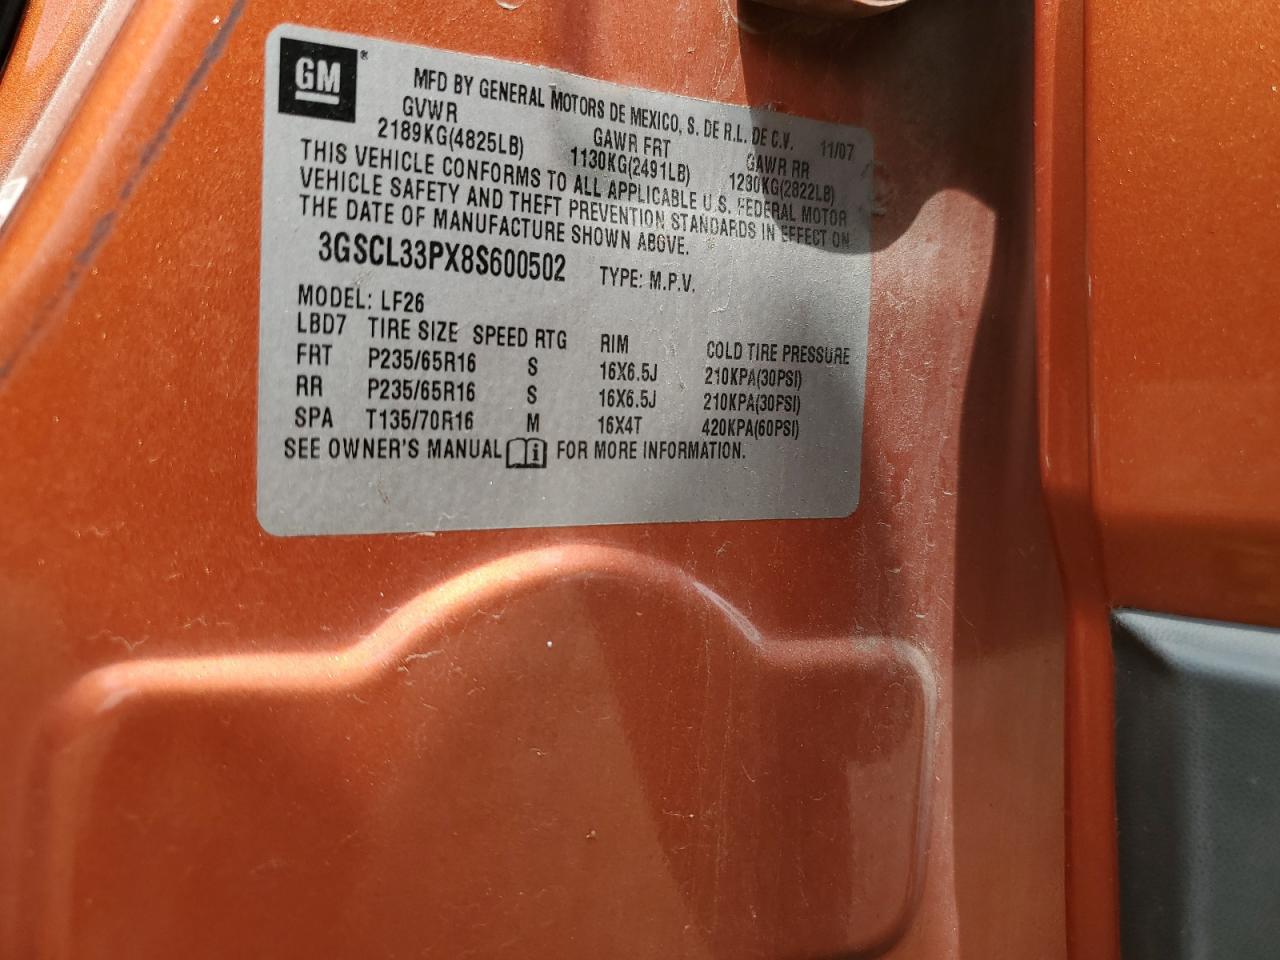 GM ®
MFD BY GENERAL MOTORS DE MEXICO, S. DE R.L. DE C.V. 11/07
GVWR GAWR FRT GAWR RR
2189KG(4825LB) 1130KG(2491LB) 1280KG(2822LB)
THIS VEHICLE CONFORMS TO ALL APPLICABLE U.S. FEDERAL MOTOR
VEHICLE SAFETY AND THEFT PREVENTION STANDARDS IN EFFECT ON
THE DATE OF MANUFACTURE SHOWN ABOVE.
3GSCL33PX8S600502 TYPE: M.P.V.
MODEL: LF26
LBD7 TIRE SIZE SPEED RTG RIM COLD TIRE PRESSURE
FRT P235/65R16 S 16X6.5J 210KPA(30PSI)
RR P235/65R16 S 16X6.5J 210KPA(30PSI)
SPA T135/70R16 M 16X4T 420KPA(60PSI)
SEE OWNER'S MANUAL i FOR MORE INFORMATION.